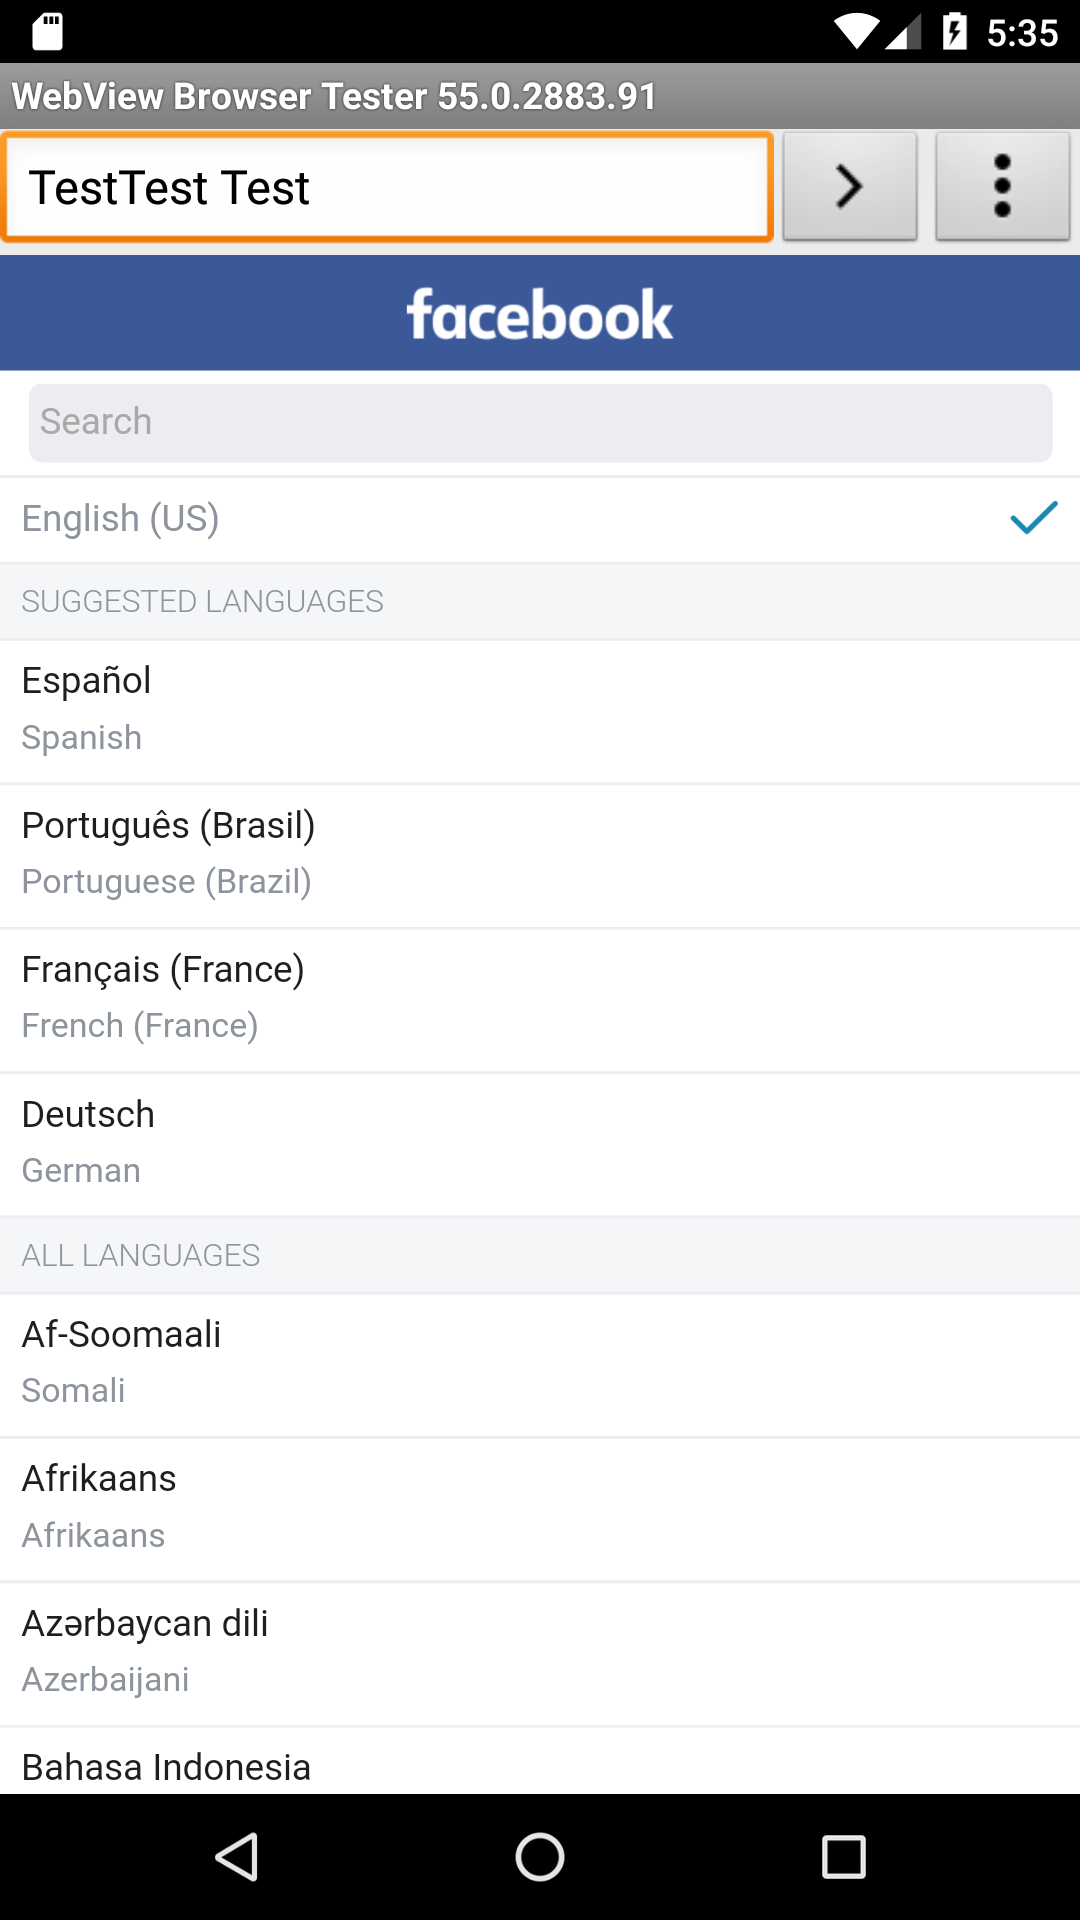 5:35
WebView Browser Tester 55.0.2883.91
TestTest Test
facebook
Search
English (US)
SUGGESTED LANGUAGES
Español
Spanish
Português (Brasil)
Portuguese (Brazil)
Français (France)
French (France)
Deutsch
German
ALL LANGUAGES
Af-Soomaali
Somali
Afrikaans
Afrikaans
Azərbaycan dili
Azerbaijani
Bahasa Indonesia